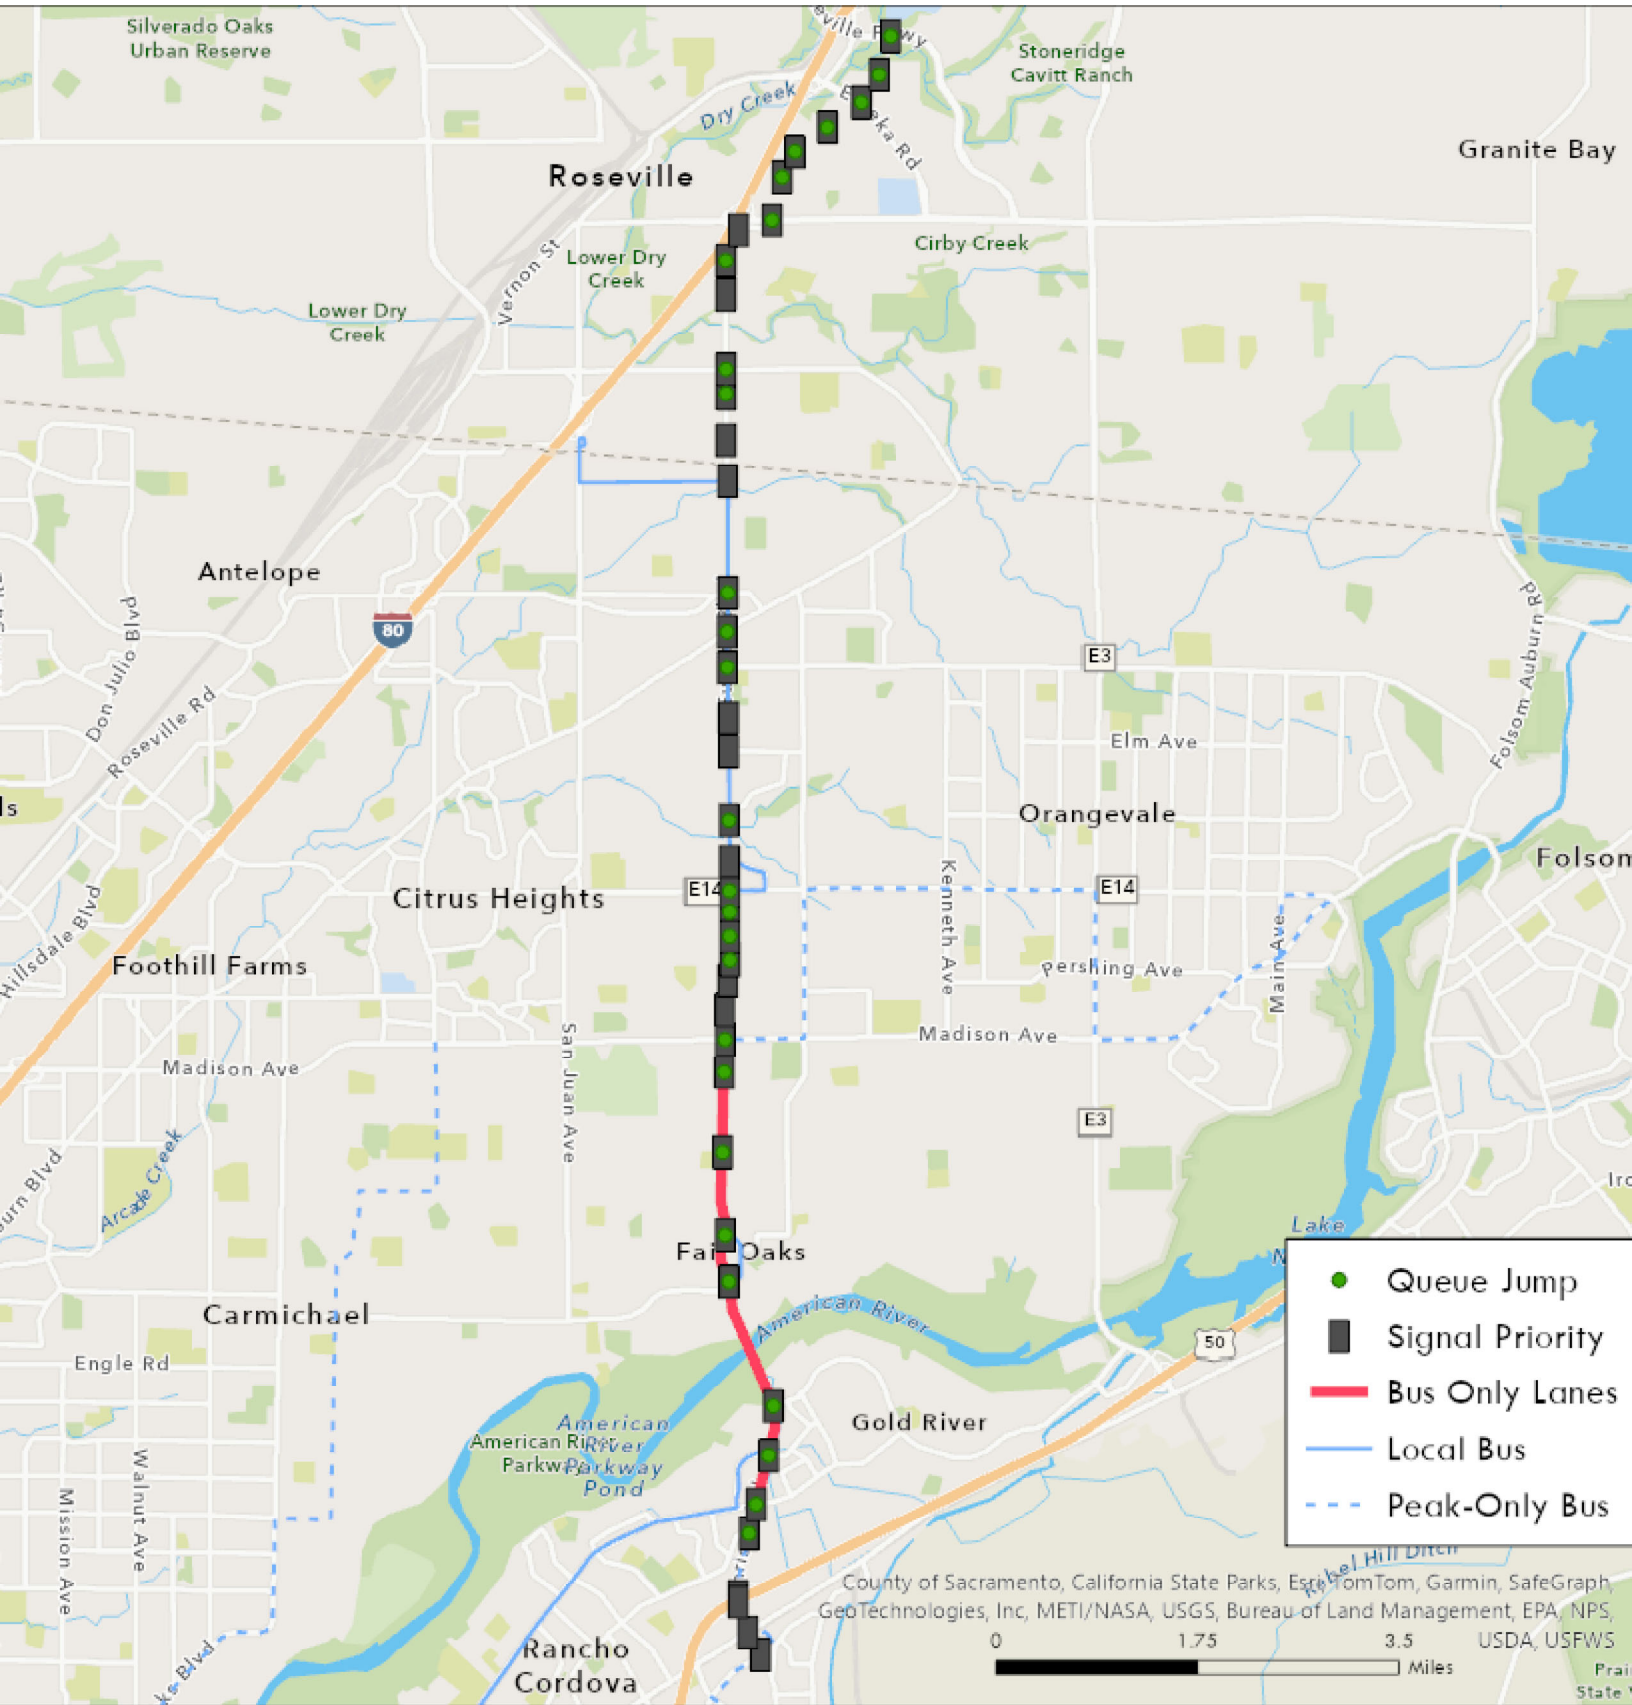 Silverado Oaks
Urban Reserve
Stoneridge
Cavitt Ranch
Dry Creek
Granite Bay
Roseville
Cirby Creek
Lower Dry
Creek
Vernon St
Lower Dry
Creek
Antelope
80
Don Julio Blvd
Roseville Rd
Folsom Auburn Rd
E3
Elm Ave
Orangevale
Folsom
E14
E14
Citrus Heights
Kenneth Ave
Hillsdale Blvd
Foothill Farms
Pershing Ave
Main Ave
Madison Ave
Madison Ave
San Juan Ave
E3
Arcade Creek
Lake
Fair Oaks
Carmichael
American River
Engle Rd
50
Gold River
American
River
Parkway
Pond
American River
Parkway
Walnut Ave
Mission Ave
Queue Jump
Signal Priority
Bus Only Lanes
Local Bus
Peak-Only Bus
Rebel Hill Ditch
County of Sacramento, California State Parks, Esri, TomTom, Garmin, SafeGraph,
GeoTechnologies, Inc, METI/NASA, USGS, Bureau of Land Management, EPA, NPS,
USDA, USFWS
0 1.75 3.5
Miles
Rancho
Cordova